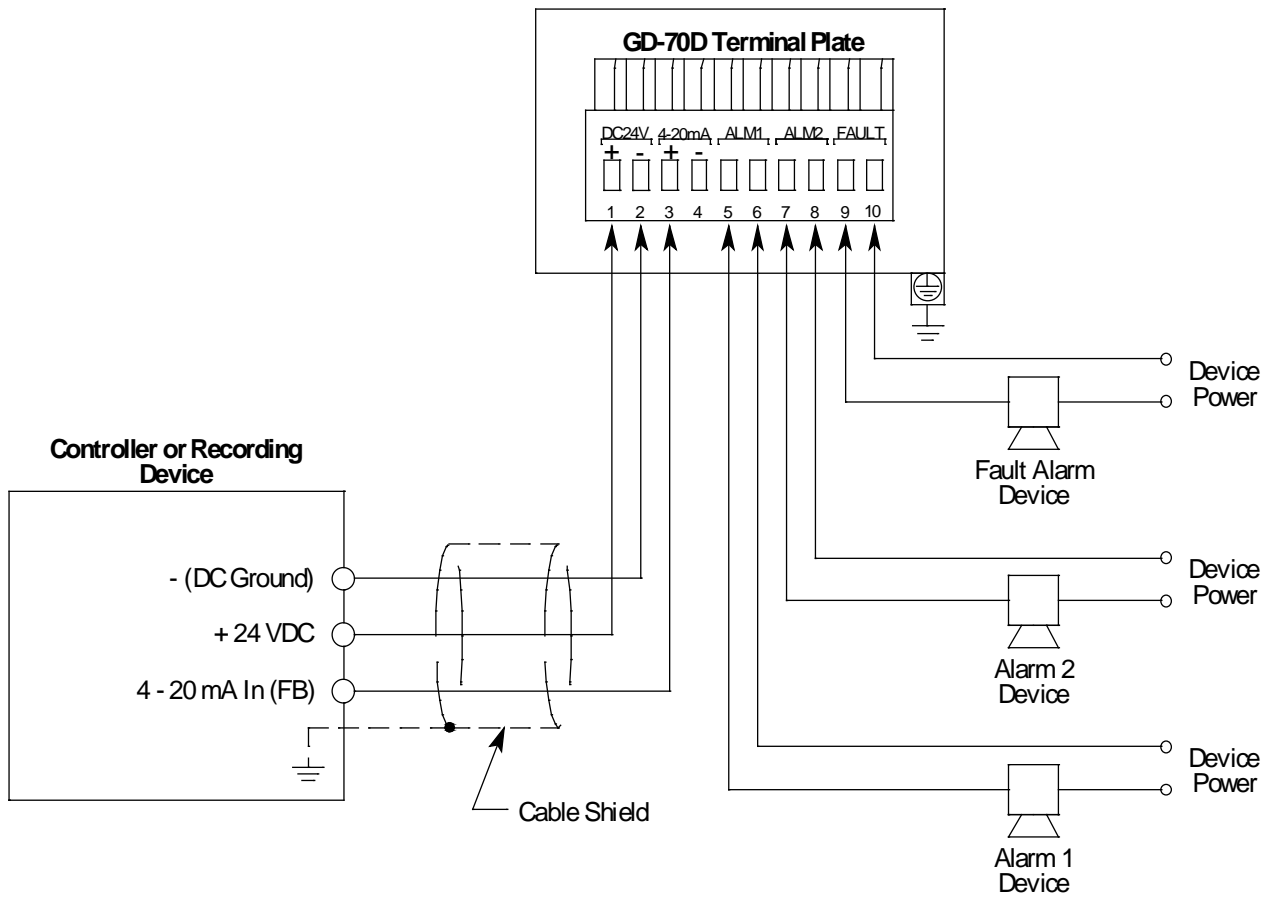 GD-70D Terminal Plate
DC24V 4-20mA ALM1 ALM2 FAULT
+ - + -
1 2 3 4 5 6 7 8 9 10
Device
Power
Fault Alarm
Device
Controller or Recording
Device
- (DC Ground)
+ 24 VDC
4 - 20 mA In (FB)
Cable Shield
Device
Power
Alarm 2
Device
Device
Power
Alarm 1
Device